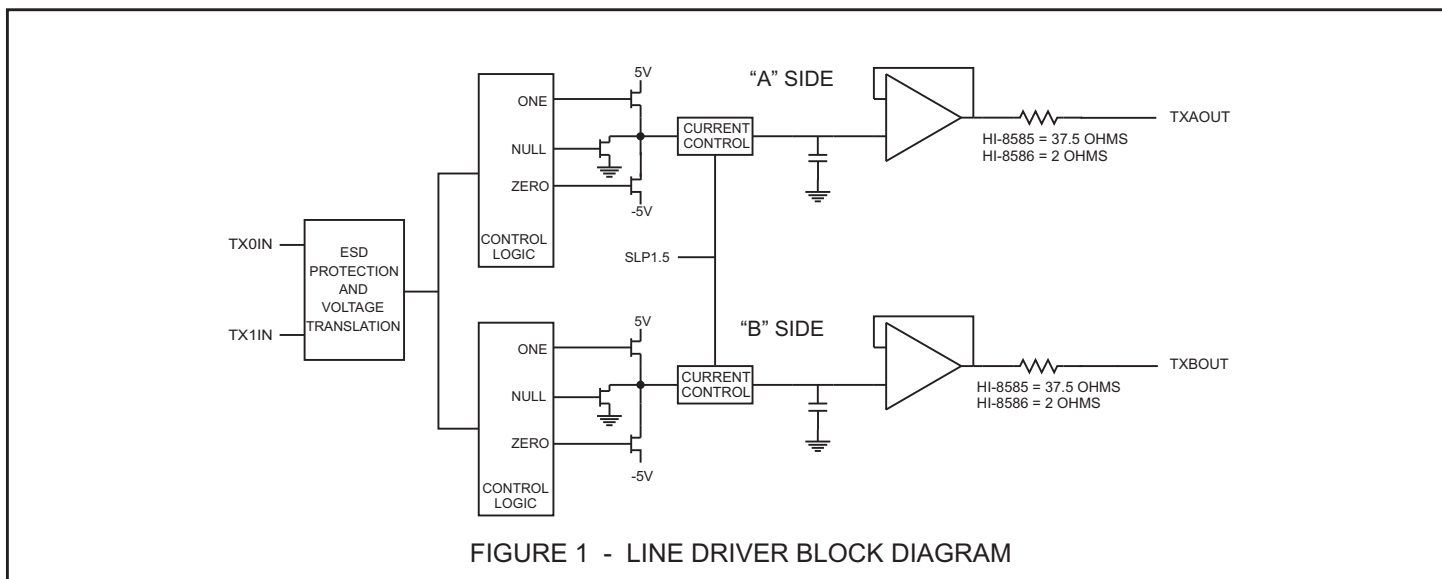 "A" SIDE
5V
ONE
NULL
ZERO
-5V
CONTROL
LOGIC
CURRENT
CONTROL
TXAOUT
HI-8585 = 37.5 OHMS
HI-8586 = 2 OHMS
TX0IN
TX1IN
ESD
PROTECTION
AND
VOLTAGE
TRANSLATION
SLP1.5
"B" SIDE
5V
ONE
NULL
ZERO
-5V
CONTROL
LOGIC
CURRENT
CONTROL
TXBOUT
HI-8585 = 37.5 OHMS
HI-8586 = 2 OHMS
FIGURE 1 - LINE DRIVER BLOCK DIAGRAM